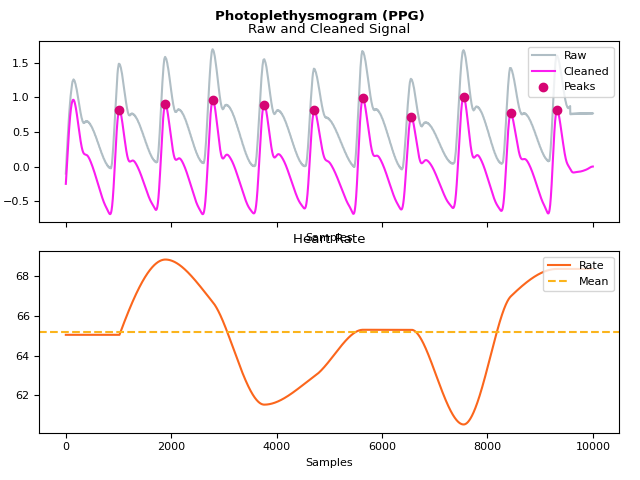 Photoplethysmogram (PPG)
Raw and Cleaned Signal
1.5
1.0
0.5
0.0
−0.5
Raw
Cleaned
Peaks
Samples
Heart Rate
68
66
64
62
Rate
Mean
0 2000 4000 6000 8000 10000
Samples